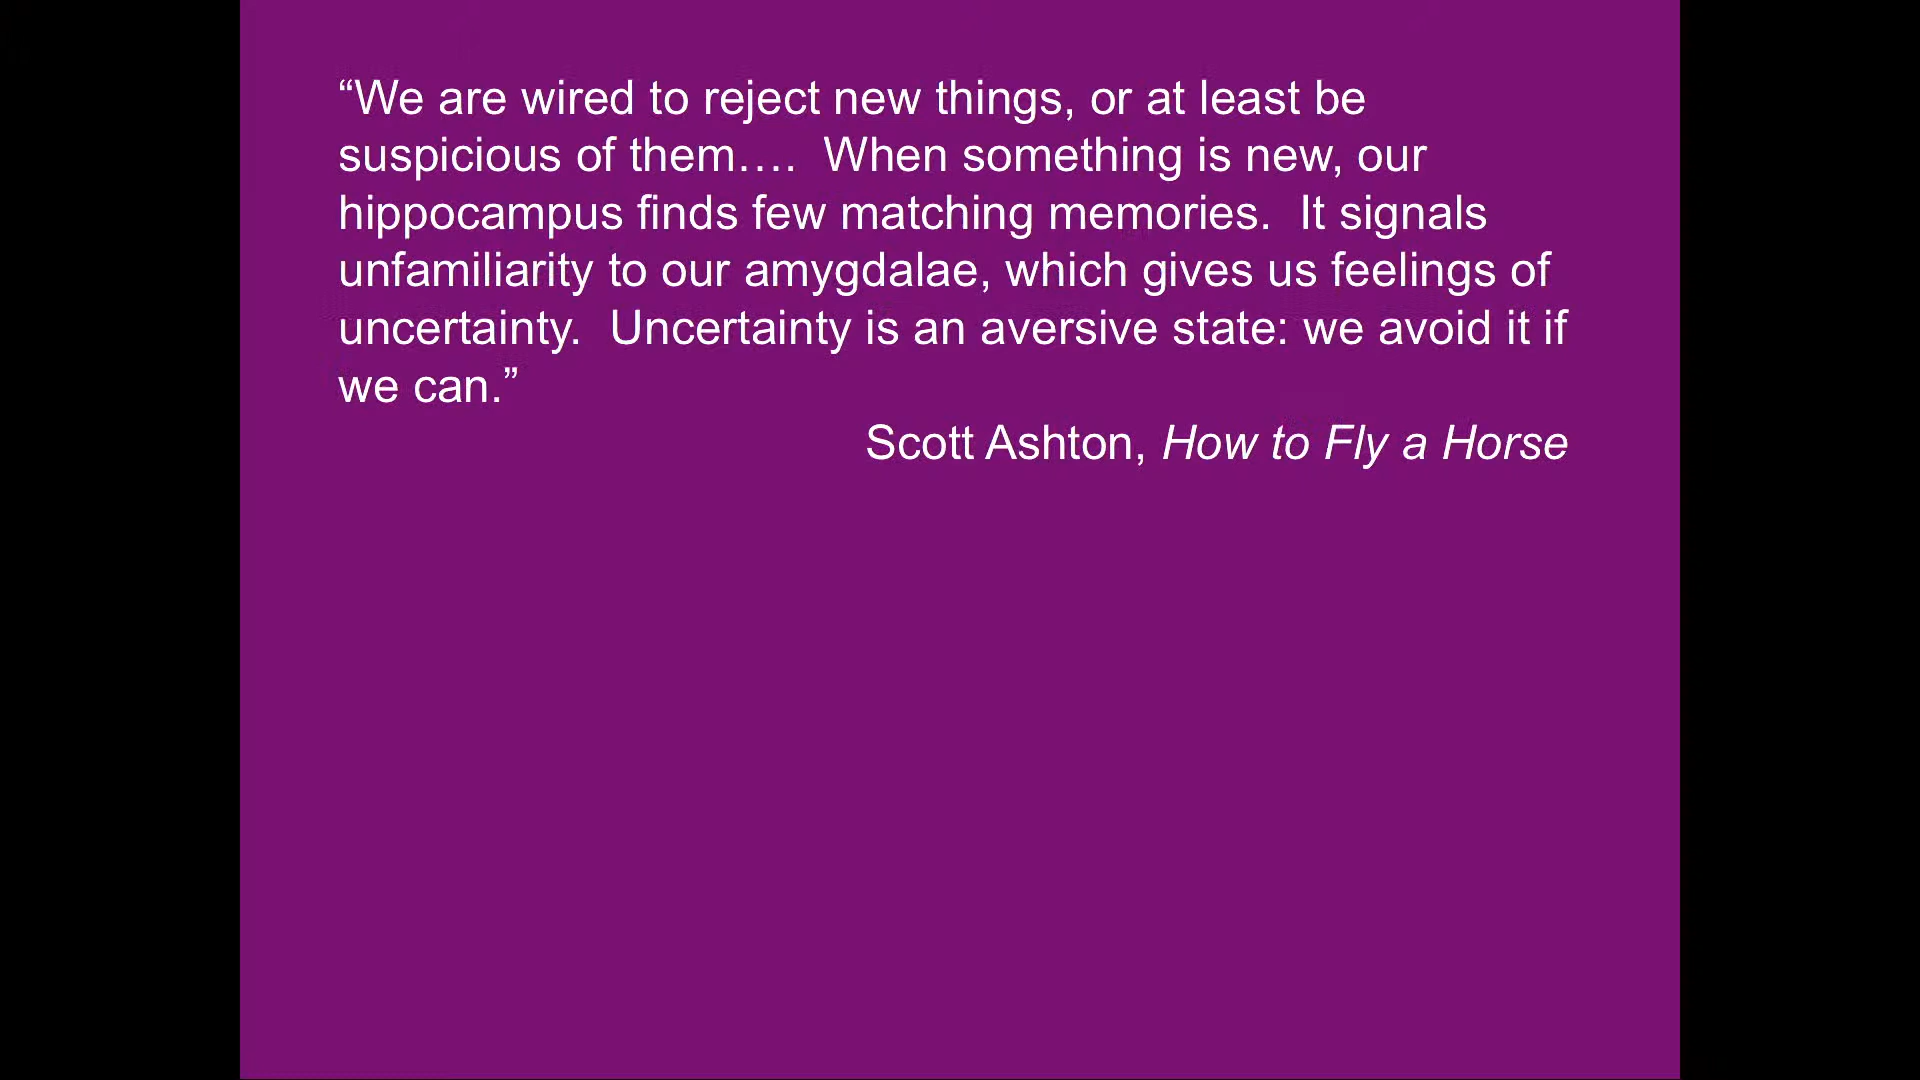 “We are wired to reject new things, or at least be
suspicious of them…. When something is new, our
hippocampus finds few matching memories. It signals
unfamiliarity to our amygdalae, which gives us feelings of
uncertainty. Uncertainty is an aversive state: we avoid it if
we can.”
Scott Ashton, How to Fly a Horse